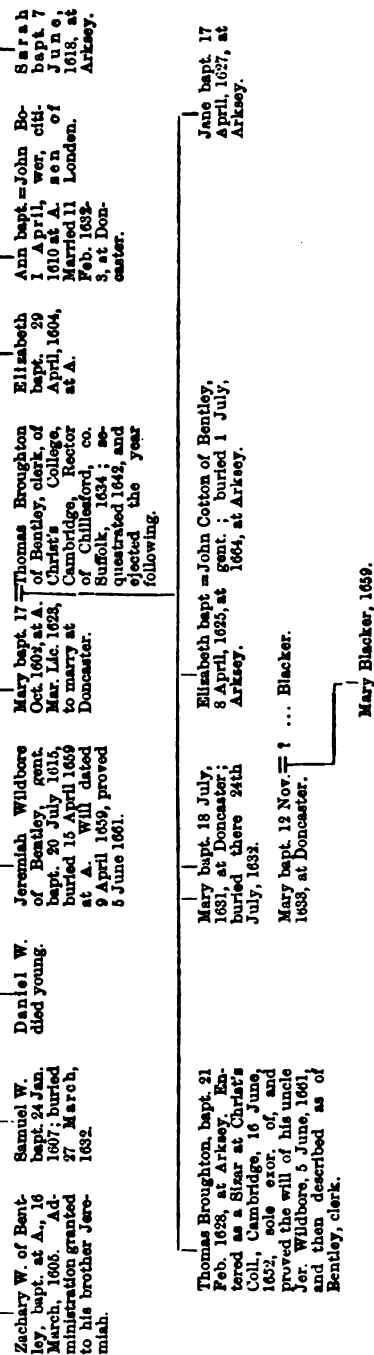 Zachary W. of Bent-
ley, bapt. at A., 16
March, 1605. Ad-
ministration granted
to his brother Jere-
miah.
Samuel W.
bapt. 24 Jan.
1607; buried
27 March,
1632.
Daniel W.
died young.
Jeremiah Wildbore
of Bentley, gent.
bapt. 20 July 1615,
buried 15 April 1659
at A. Will dated
9 April 1659, proved
5 June 1661.
Mary bapt. 17
Oct. 1602, at A.
Mar. Lic. 1623,
to marry at
Doncaster.
=Thomas Broughton
of Bentley, clerk, of
Christ's College,
Cambridge, Rector
of Chillesford, co.
Suffolk, 1634; se-
questrated 1642, and
ejected the year
following.
Elizabeth
bapt. 29
April, 1604,
at A.
Ann bapt.
1 April,
1610 at A.
Married 11
Feb. 1632-
3, at Don-
caster.
=John Bo-
wer, citi-
zen of
London.
Sarah
bapt. 7
June,
1618, at
Arksey.
Thomas Broughton, bapt. 21
Feb. 1628, at Arksey. En-
tered as a Sizar at Christ's
Coll., Cambridge, 16 June,
1652, sole exor. of, and
proved the will of his uncle
Jer. Wildbore, 5 June, 1661,
and then described as of
Bentley, clerk.
Mary bapt. 18 July,
1631, at Doncaster;
buried there 24th
July, 1632.
Elizabeth bapt
8 April, 1625, at
Arksey.
=John Cotton of Bentley,
gent.; buried 1 July,
1664, at Arksey.
Jane bapt. 17
April, 1627, at
Arksey.
Mary bapt. 12 Nov.
1633, at Doncaster.
=? ... Blacker.
Mary Blacker, 1659.